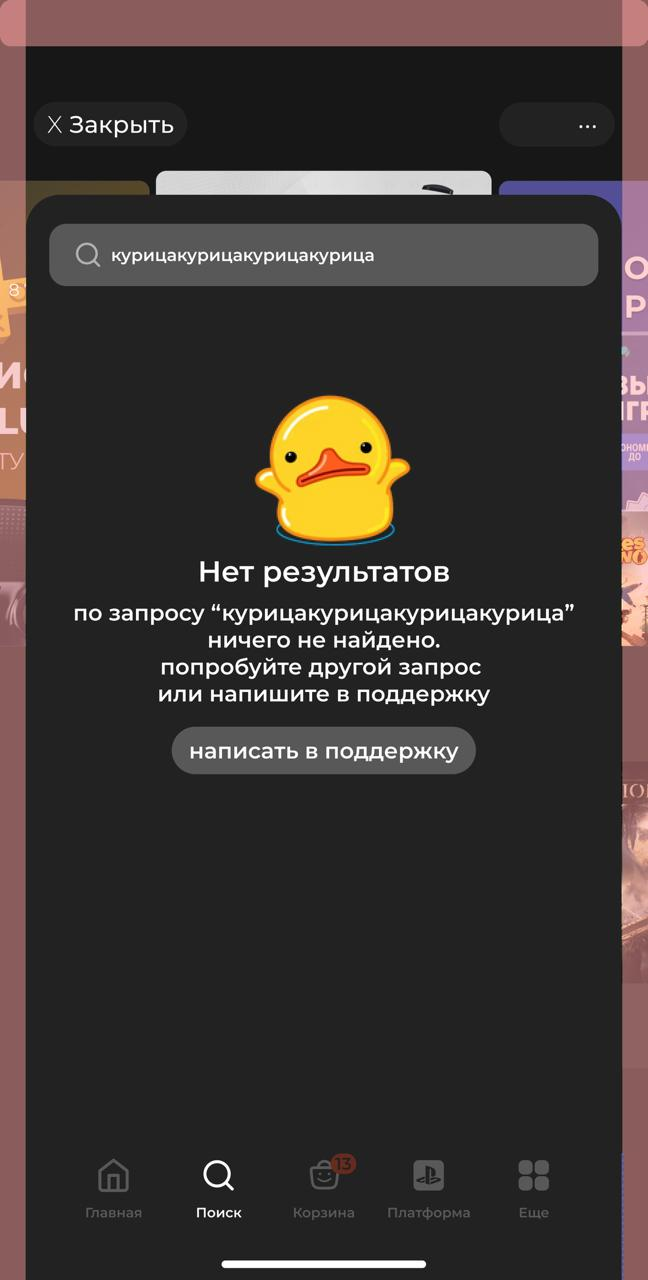 X Закрыть
...
курицакурицакурицакурица
Нет результатов
по запросу “курицакурицакурицакурица”
ничего не найдено.
попробуйте другой запрос
или напишите в поддержку
написать в поддержку
13
Главная
Поиск
Корзина
Платформа
Еще